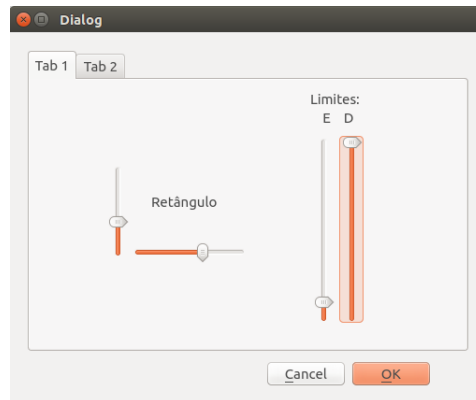 Dialog
Tab 1 Tab 2
Limites:
E D
Retângulo
Cancel OK